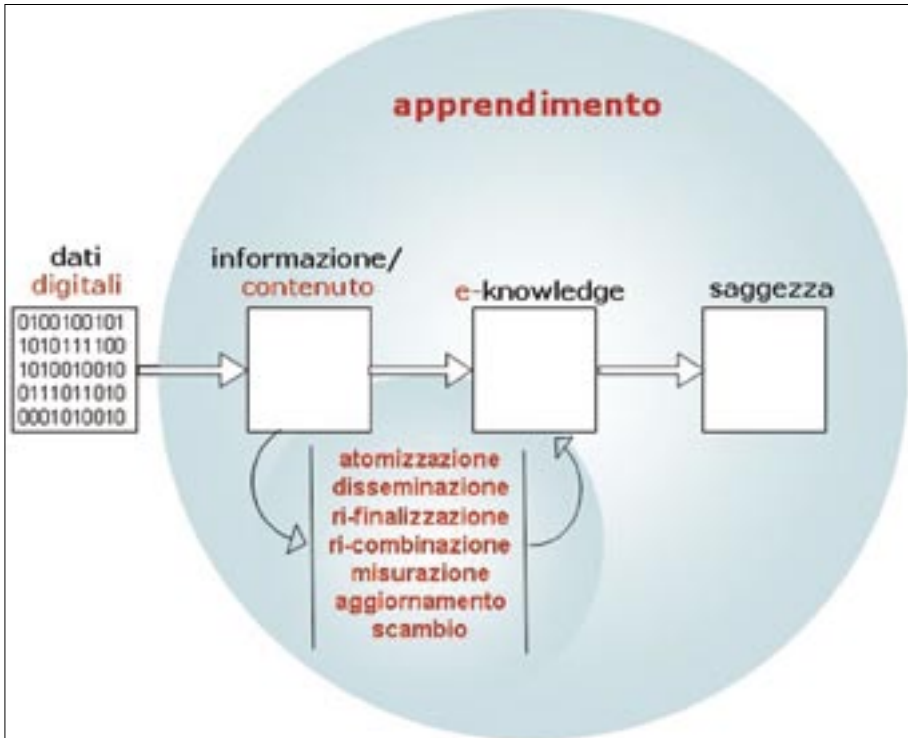 apprendimento
dati
digitali
informazione/
contenuto
e-knowledge
saggezza
0100100101
1010111100
1010010010
0111011010
0001010010
atomizzazione
disseminazione
ri-finalizzazione
ri-combinazione
misurazione
aggiornamento
scambio